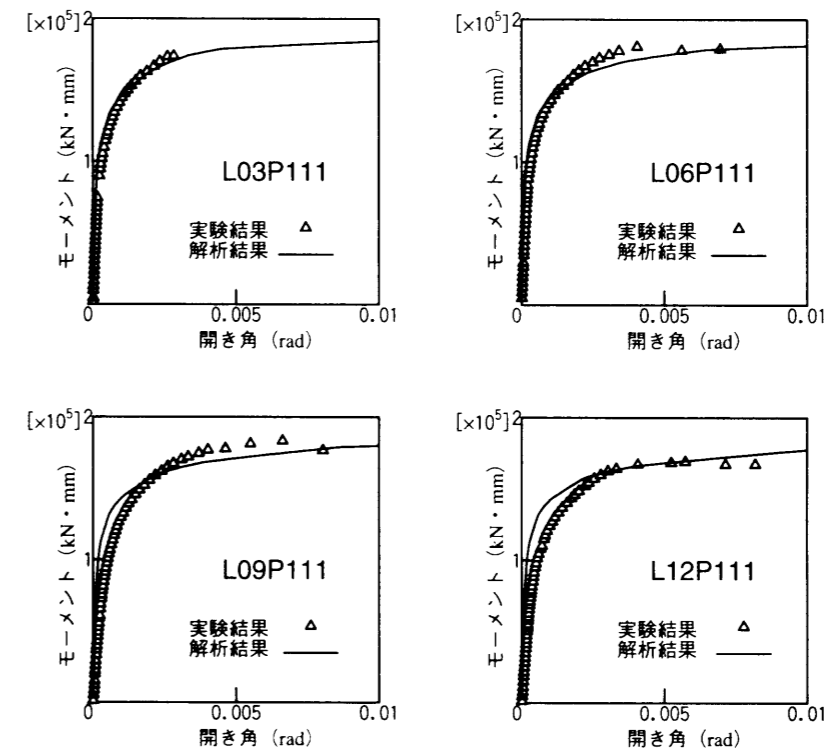 [×10⁵]2
モーメント (kN・mm)
1
L03P111
実験結果 △
解析結果 ——
0 0.005 0.01
開き角 (rad)
[×10⁵]2
モーメント (kN・mm)
1
L06P111
実験結果 △
解析結果 ——
0 0.005 0.01
開き角 (rad)
[×10⁵]2
モーメント (kN・mm)
1
L09P111
実験結果 △
解析結果 ——
0 0.005 0.01
開き角 (rad)
[×10⁵]2
モーメント (kN・mm)
1
L12P111
実験結果 △
解析結果 ——
0 0.005 0.01
開き角 (rad)